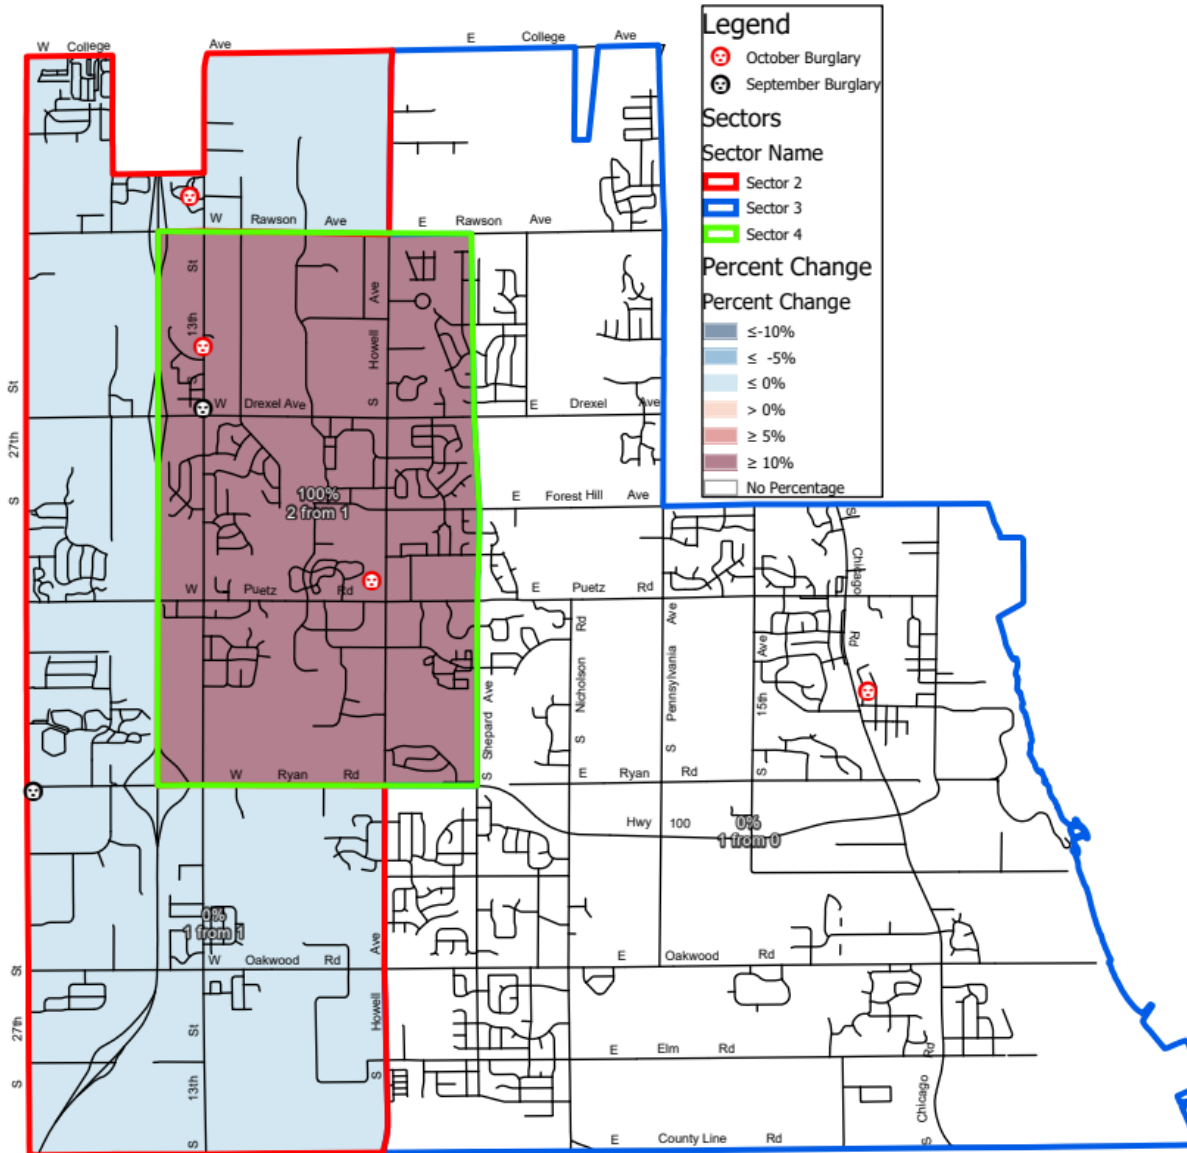 W College Ave
E College Ave
Legend
October Burglary
September Burglary
Sectors
Sector Name
Sector 2
Sector 3
Sector 4
Percent Change
Percent Change
≤-10%
≤ -5%
≤ 0%
> 0%
≥ 5%
≥ 10%
No Percentage
W Rawson Ave
E Rawson Ave
S 13th St
S Howell Ave
W Drexel Ave
E Drexel Ave
S 27th St
100%
2 from 1
E Forest Hill Ave
W Puetz Rd
E Puetz Rd
S Chicago Rd
S Shepard Ave
S Nicholson Rd
S Pennsylvania Ave
S 15th Ave
W Ryan Rd
E Ryan Rd
Hwy 100
0%
1 from 0
0%
1 from 1
W Oakwood Rd
E Oakwood Rd
S 27th St
S 13th St
S Howell Ave
E Elm Rd
S Chicago Rd
E County Line Rd